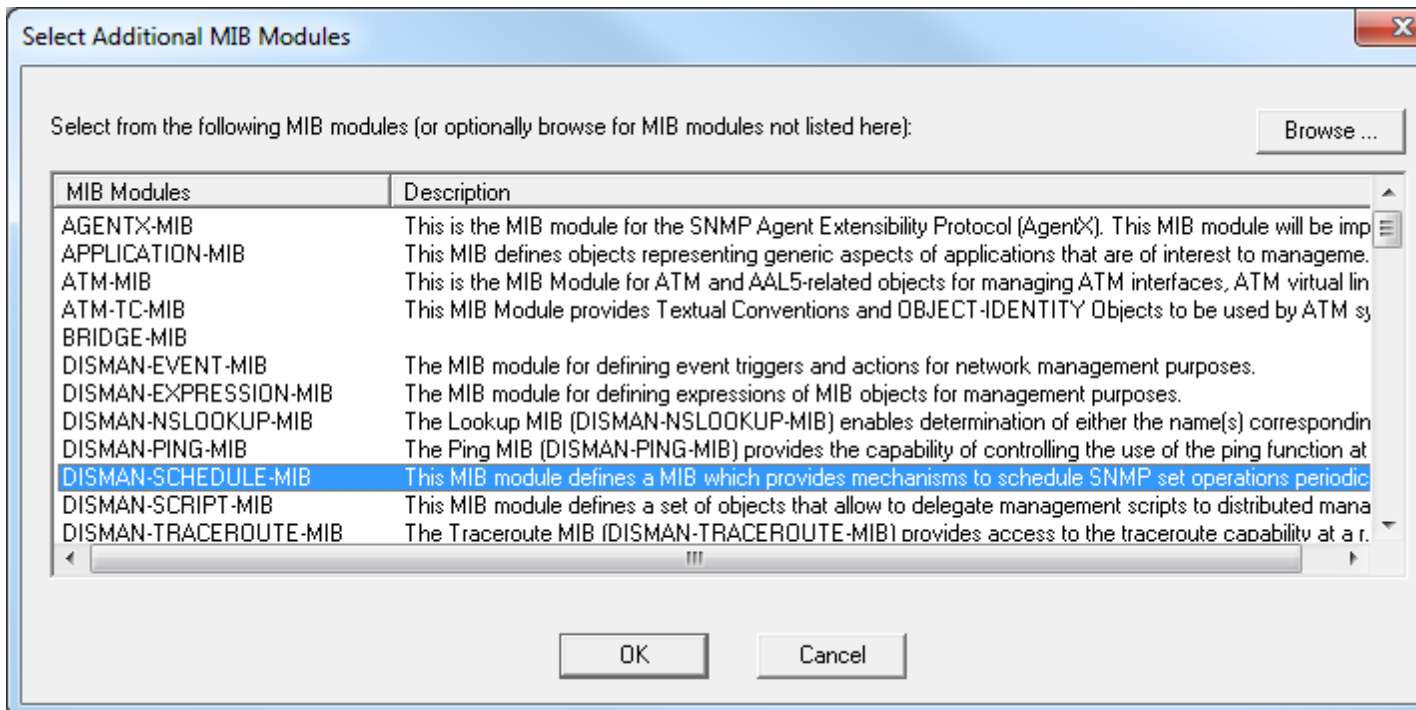 Select Additional MIB Modules
Select from the following MIB modules (or optionally browse for MIB modules not listed here):
Browse ...
MIB Modules Description
AGENTX-MIB This is the MIB module for the SNMP Agent Extensibility Protocol (AgentX). This MIB module will be imp
APPLICATION-MIB This MIB defines objects representing generic aspects of applications that are of interest to manageme.
ATM-MIB This is the MIB Module for ATM and AAL5-related objects for managing ATM interfaces, ATM virtual lin
ATM-TC-MIB This MIB Module provides Textual Conventions and OBJECT-IDENTITY Objects to be used by ATM sy
BRIDGE-MIB
DISMAN-EVENT-MIB The MIB module for defining event triggers and actions for network management purposes.
DISMAN-EXPRESSION-MIB The MIB module for defining expressions of MIB objects for management purposes.
DISMAN-NSLOOKUP-MIB The Lookup MIB (DISMAN-NSLOOKUP-MIB) enables determination of either the name(s) correspondin
DISMAN-PING-MIB The Ping MIB (DISMAN-PING-MIB) provides the capability of controlling the use of the ping function at
DISMAN-SCHEDULE-MIB This MIB module defines a MIB which provides mechanisms to schedule SNMP set operations periodic
DISMAN-SCRIPT-MIB This MIB module defines a set of objects that allow to delegate management scripts to distributed mana
DISMAN-TRACEROUTE-MIB The Traceroute MIB (DISMAN-TRACEROUTE-MIB) provides access to the traceroute capability at a r.
OK Cancel